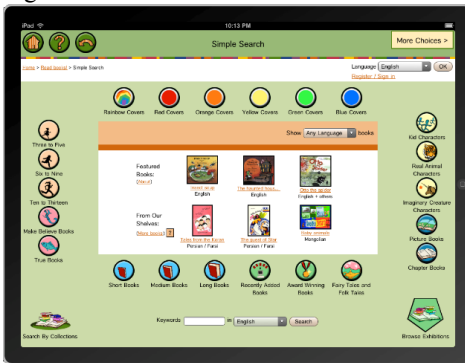 iPad
10:13 PM
Simple Search
More Choices >
Home > Read books! > Simple Search
Language English OK
Register / Sign in
Rainbow Covers Red Covers Orange Covers Yellow Covers Green Covers Blue Covers
Show Any Language books
Three to Five
Six to Nine
Ten to Thirteen
Make Believe Books
True Books
Kid Characters
Real Animal
Characters
Imaginary Creature
Characters
Picture Books
Chapter Books
Featured
Books:
English
English
English + others
From Our
Shelves:
Persian / Farsi
Persian / Farsi
Mongolian
Short Books Medium Books Long Books Recently Added
Books Award Winning
Books Fairy Tales and
Folk Tales
Keywords in English Search
Search By Collections
Browse Exhibitions